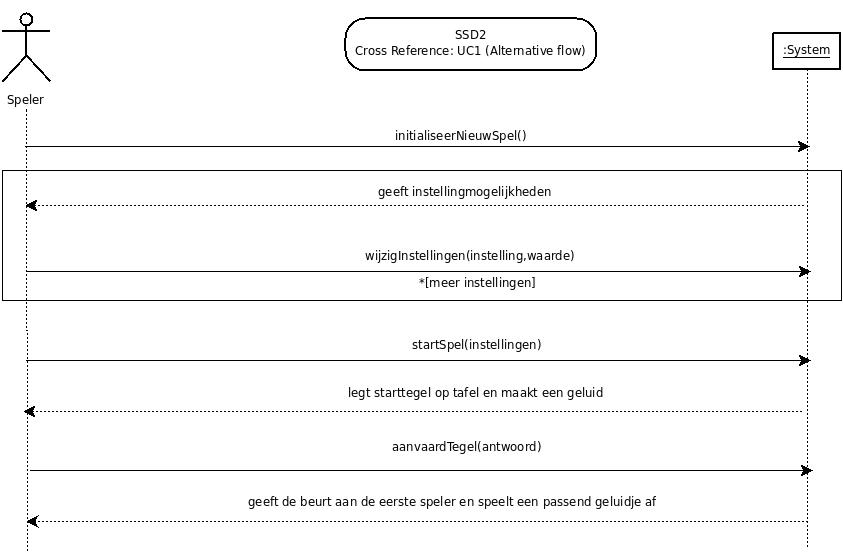 SSD2
Cross Reference: UC1 (Alternative flow)
:System
Speler
initialiseerNieuwSpel()
geeft instellingmogelijkheden
wijzigInstellingen(instelling,waarde)
*[meer instellingen]
startSpel(instellingen)
legt starttegel op tafel en maakt een geluid
aanvaardTegel(antwoord)
geeft de beurt aan de eerste speler en speelt een passend geluidje af